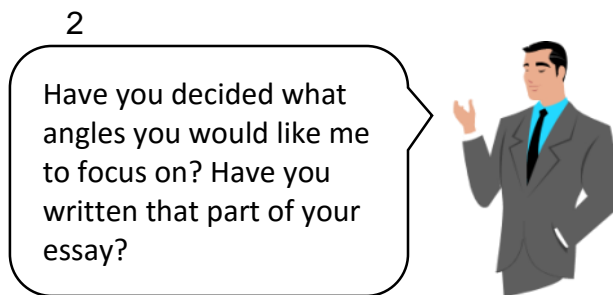 2
Have you decided what
angles you would like me
to focus on? Have you
written that part of your
essay?